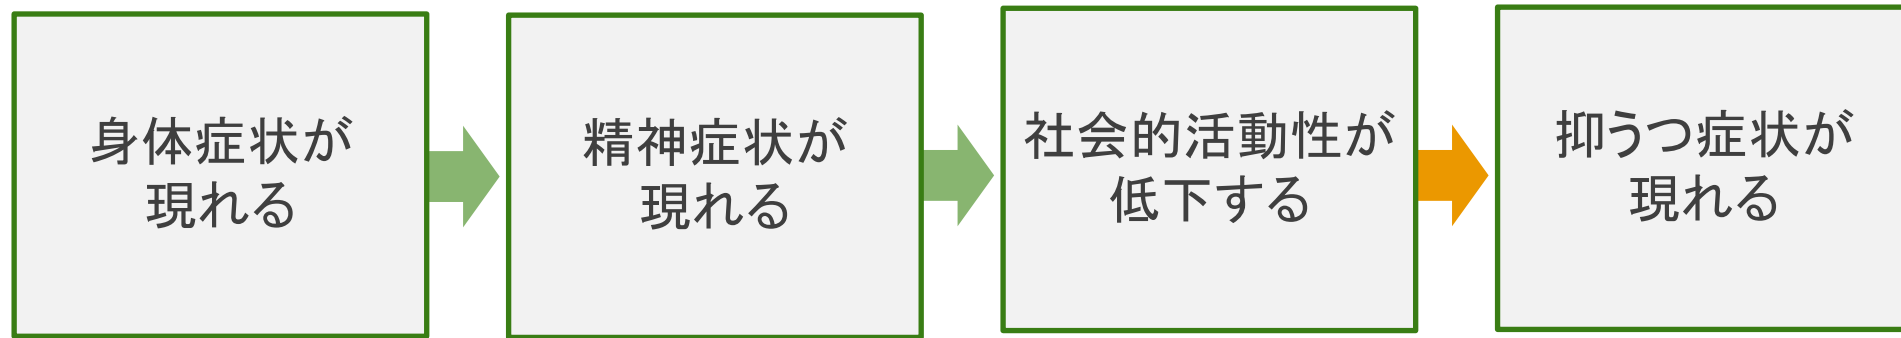 身体症状が
現れる
精神症状が
現れる
社会的活動性が
低下する
抑うつ症状が
現れる